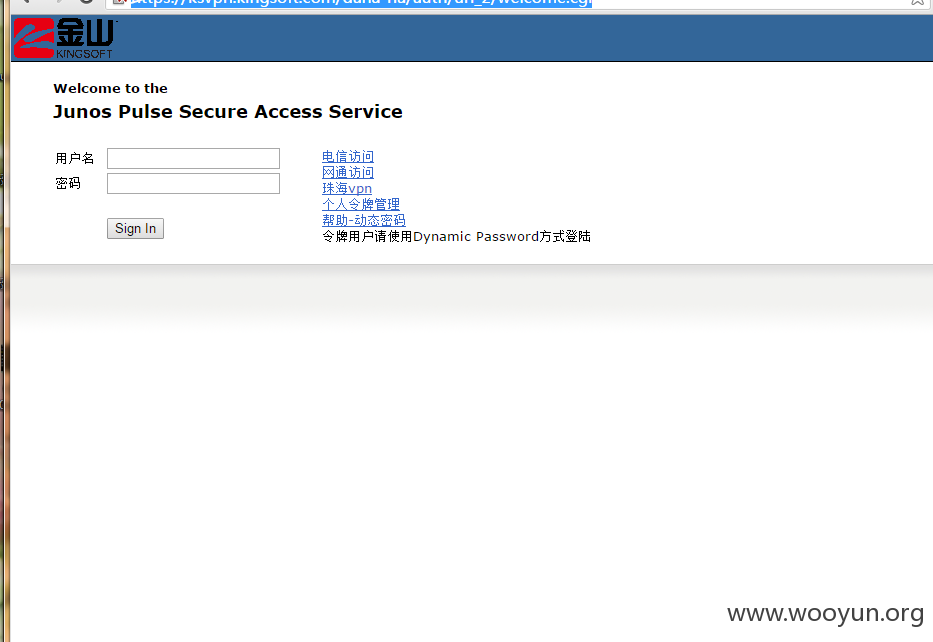 https://ksvpn.kingsoft.com/dana-na/auth/url_2/welcome.cgi
金山
KINGSOFT
Welcome to the
Junos Pulse Secure Access Service
用户名
密码
Sign In
电信访问
网通访问
珠海vpn
个人令牌管理
帮助-动态密码
令牌用户请使用Dynamic Password方式登陆
www.wooyun.org